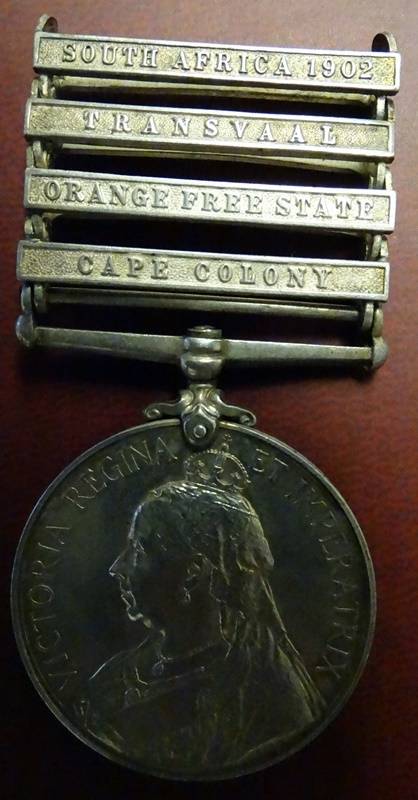 SOUTH AFRICA 1902
TRANSVAAL
ORANGE FREE STATE
CAPE COLONY
VICTORIA REGINA ET IMPERATRIX